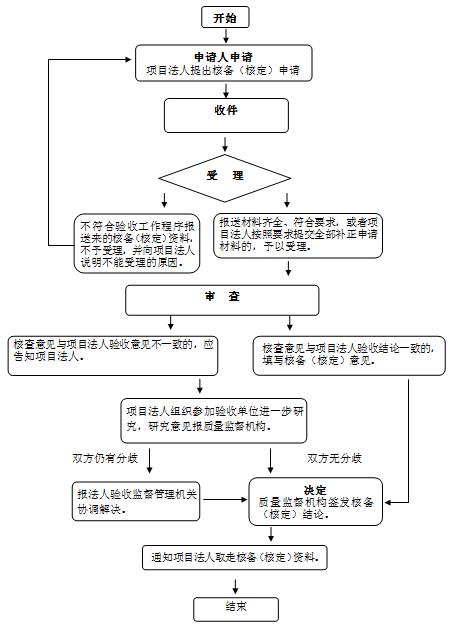 开始
申请人申请
项目法人提出核备（核定）申请
收件
受 理
不符合验收工作程序报
送来的核备（核定）资料，
不予受理，并向项目法人
说明不能受理的原因。
报送材料齐全、符合要求，或者项
目法人按照要求提交全部补正申请
材料的，予以受理。
审 查
核查意见与项目法人验收意见不一致的，应
告知项目法人。
核查意见与项目法人验收结论一致的，
填写核备（核定）意见。
项目法人组织参加验收单位进一步研
究，研究意见报质量监督机构。
双方仍有分歧
双方无分歧
报法人验收监督管理机关
协调解决。
决定
质量监督机构签发核备
（核定）结论。
通知项目法人取走核备（核定）资料。
结束